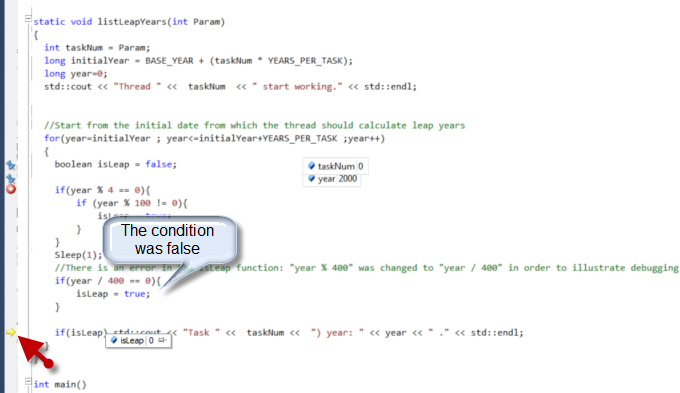 static void listLeapYears(int Param)
{
int taskNum = Param;
long initialYear = BASE_YEAR + (taskNum * YEARS_PER_TASK);
long year=0;
std::cout << "Thread " << taskNum << " start working." << std::endl;
//Start from the initial date from which the thread should calculate leap years
for(year=initialYear ; year<=initialYear+YEARS_PER_TASK ;year++)
{
boolean isLeap = false;
taskNum 0
year 2000
if(year % 4 == 0){
if (year % 100 != 0){
}
The condition
was false
}
Sleep(1);
//There is an error in isLeap function: "year % 400" was changed to "year / 400" in order to illustrate debugging
if(year / 400 == 0){
isLeap = true;
}
if(isLeap) std::cout << "Task " << taskNum << ") year: " << year << " ." << std::endl;
isLeap 0
}
}
int main()